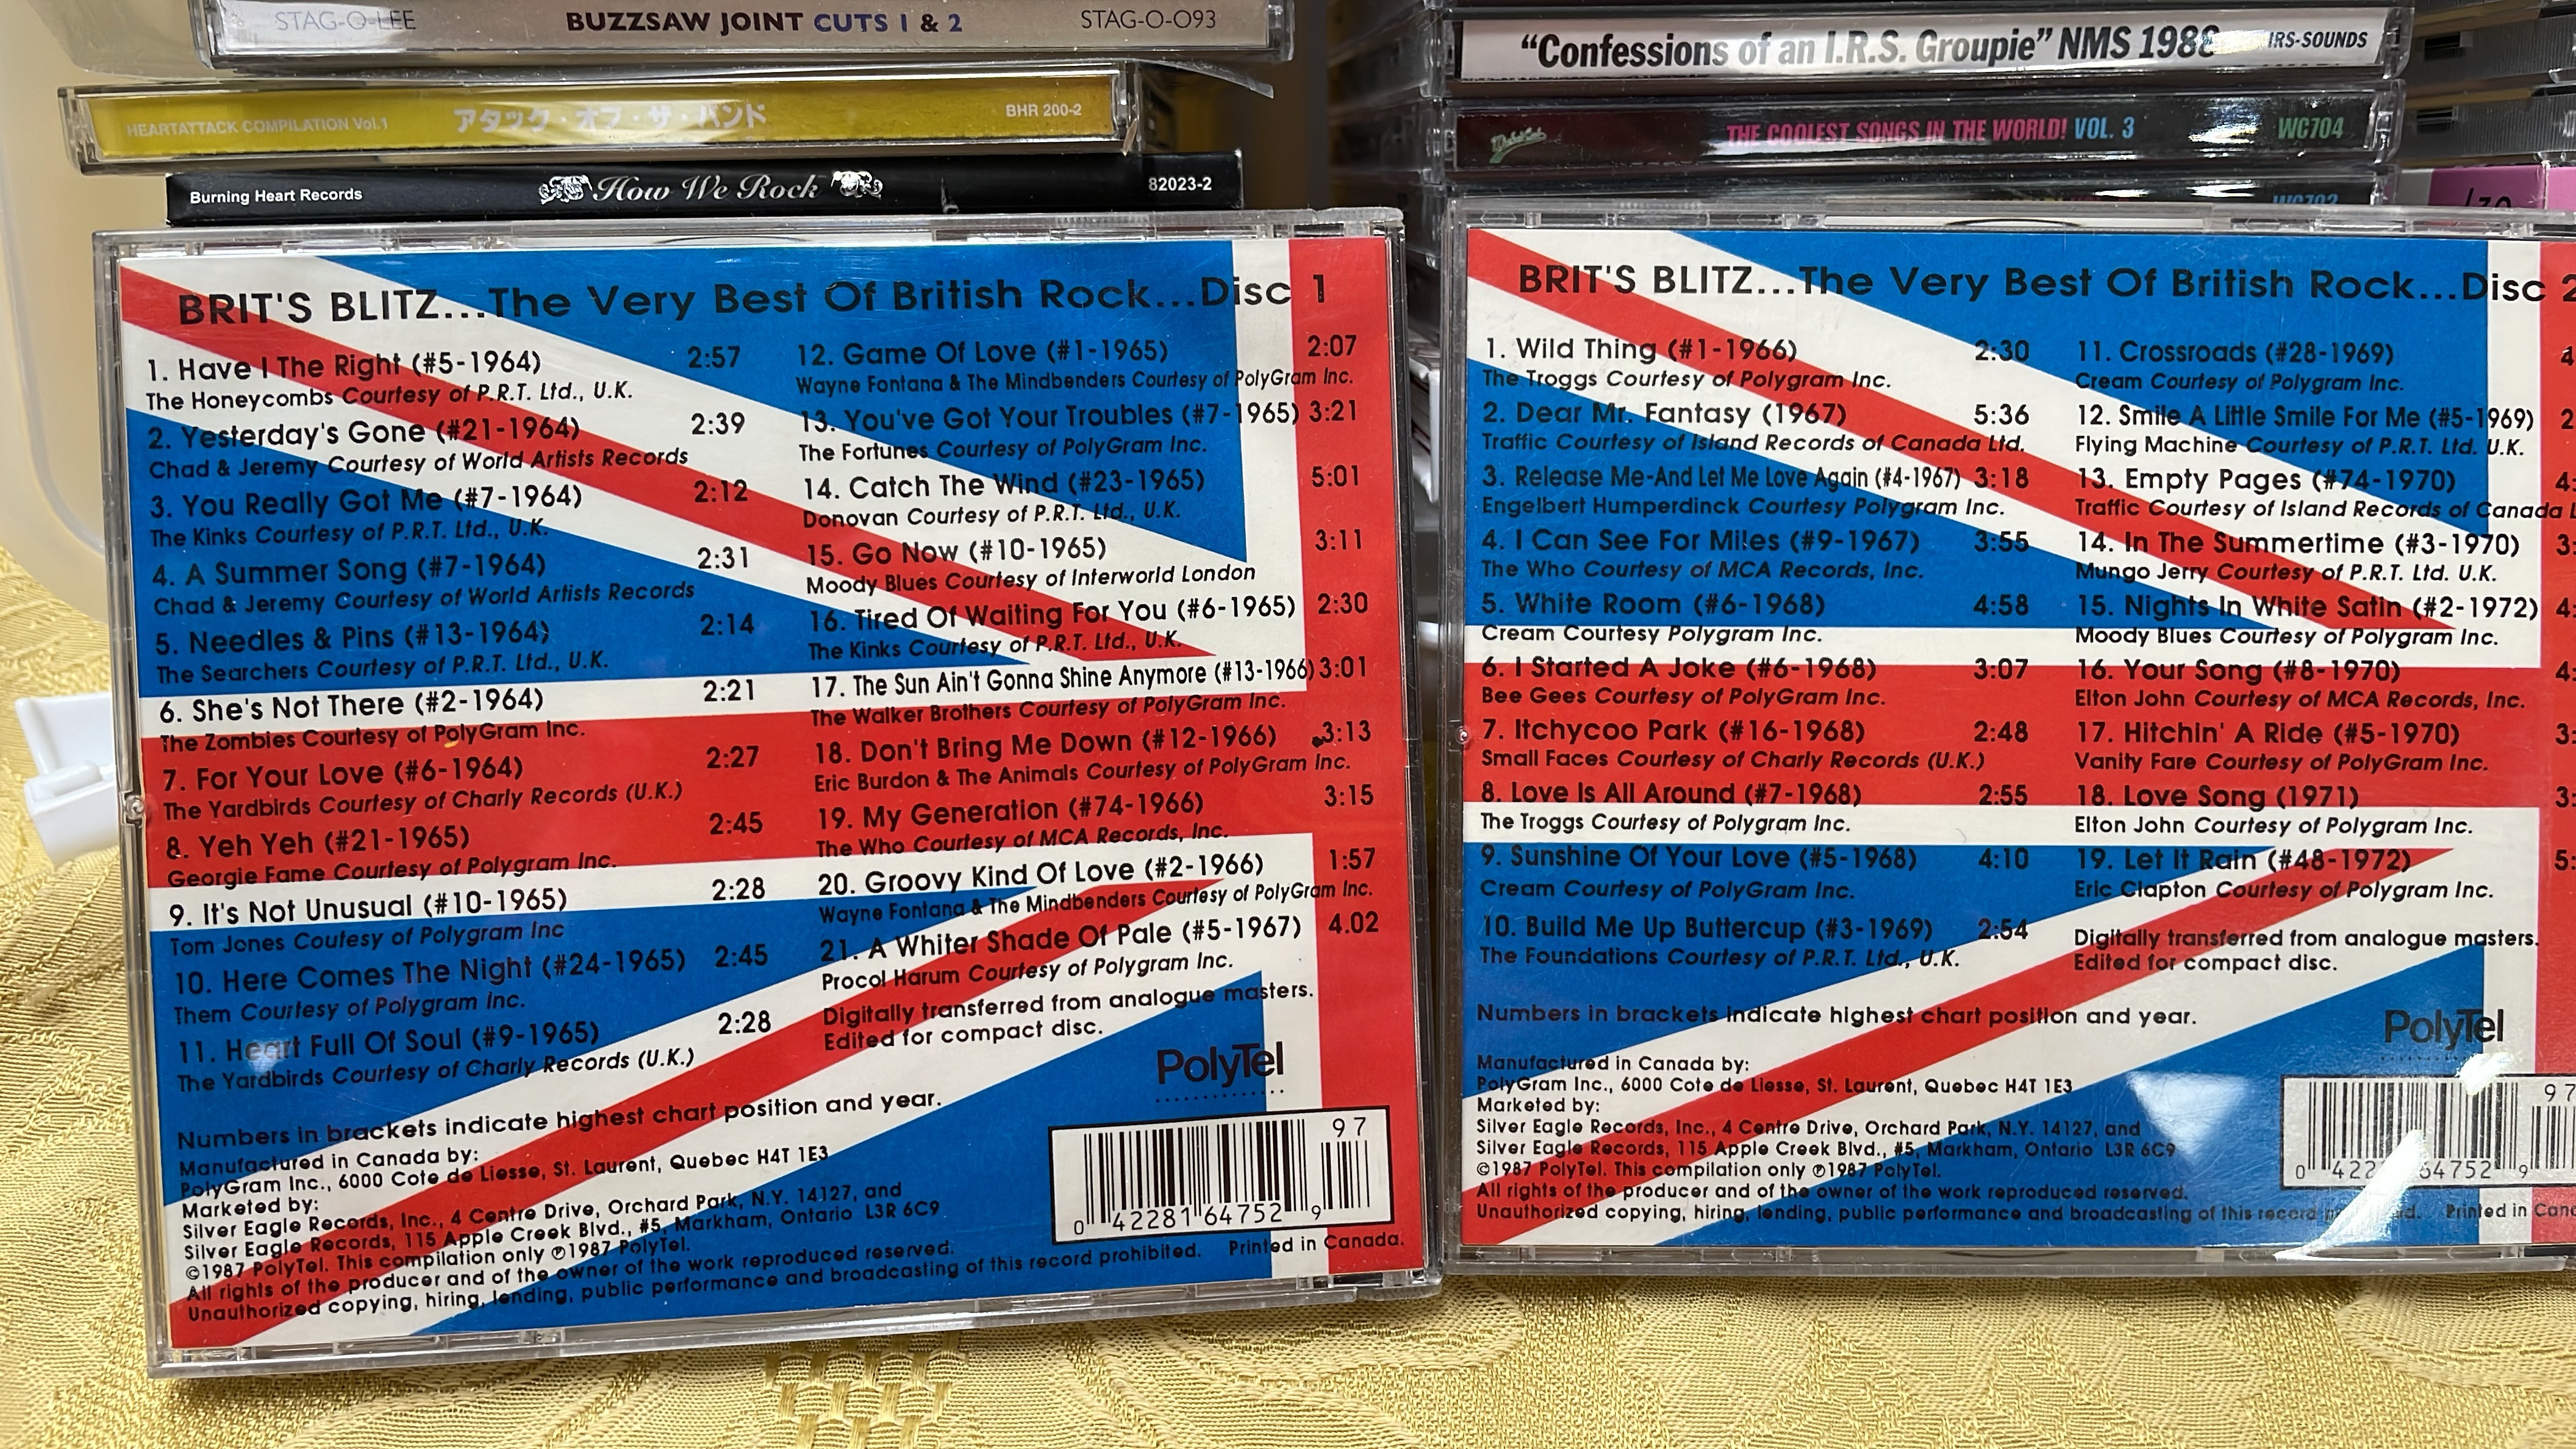 STAG-O-LEE BUZZSAW JOINT CUTS 1 & 2 STAG-O-093
HEARTATTACK COMPILATION Vol.1 アタック・オブ・ザ・バンド BHR 200-2
Burning Heart Records How We Rock 82023-2
"Confessions of an I.R.S. Groupie" NMS 1988 IRS-SOUNDS
THE COOLEST SONGS IN THE WORLD! VOL. 3 WC704
BRIT'S BLITZ...The Very Best Of British Rock...Disc 1
1. Have I The Right (#5-1964) 2:57
The Honeycombs Courtesy of P.R.T. Ltd., U.K.
2. Yesterday's Gone (#21-1964) 2:39
Chad & Jeremy Courtesy of World Artists Records
3. You Really Got Me (#7-1964) 2:12
The Kinks Courtesy of P.R.T. Ltd., U.K.
4. A Summer Song (#7-1964) 2:31
Chad & Jeremy Courtesy of World Artists Records
5. Needles & Pins (#13-1964) 2:14
The Searchers Courtesy of P.R.T. Ltd., U.K.
6. She's Not There (#2-1964) 2:21
The Zombies Courtesy of PolyGram Inc.
7. For Your Love (#6-1964) 2:27
The Yardbirds Courtesy of Charly Records (U.K.)
8. Yeh Yeh (#21-1965) 2:45
Georgie Fame Courtesy of Polygram Inc.
9. It's Not Unusual (#10-1965) 2:28
Tom Jones Coutesy of Polygram Inc
10. Here Comes The Night (#24-1965) 2:45
Them Courtesy of Polygram Inc.
11. Heart Full Of Soul (#9-1965) 2:28
The Yardbirds Courtesy of Charly Records (U.K.)
12. Game Of Love (#1-1965) 2:07
Wayne Fontana & The Mindbenders Courtesy of PolyGram Inc.
13. You've Got Your Troubles (#7-1965) 3:21
The Fortunes Courtesy of PolyGram Inc.
14. Catch The Wind (#23-1965) 5:01
Donovan Courtesy of P.R.T. Ltd., U.K.
15. Go Now (#10-1965) 3:11
Moody Blues Courtesy of Interworld London
16. Tired Of Waiting For You (#6-1965) 2:30
The Kinks Courtesy of P.R.T. Ltd., U.K.
17. The Sun Ain't Gonna Shine Anymore (#13-1966) 3:01
The Walker Brothers Courtesy of PolyGram Inc.
18. Don't Bring Me Down (#12-1966) 3:13
Eric Burdon & The Animals Courtesy of PolyGram Inc.
19. My Generation (#74-1966) 3:15
The Who Courtesy of MCA Records, Inc.
20. Groovy Kind Of Love (#2-1966) 1:57
Wayne Fontana & The Mindbenders Courtesy of PolyGram Inc.
21. A Whiter Shade Of Pale (#5-1967) 4.02
Procol Harum Courtesy of Polygram Inc.
Digitally transferred from analogue masters.
Edited for compact disc.
PolyTel
Numbers in brackets indicate highest chart position and year.
Manufactured in Canada by:
PolyGram Inc., 6000 Cote de Liesse, St. Laurent, Quebec H4T 1E3
Marketed by:
Silver Eagle Records, Inc., 4 Centre Drive, Orchard Park, N.Y. 14127, and
Silver Eagle Records, 115 Apple Creek Blvd., #5, Markham, Ontario L3R 6C9
©1987 PolyTel. This compilation only ℗1987 PolyTel.
All rights of the producer and of the owner of the work reproduced reserved.
Unauthorized copying, hiring, lending, public performance and broadcasting of this record prohibited. Printed in Canada.
97
0 42281 64752 9
BRIT'S BLITZ...The Very Best Of British Rock...Disc 2
1. Wild Thing (#1-1966) 2:30
The Troggs Courtesy of Polygram Inc.
2. Dear Mr. Fantasy (1967) 5:36
Traffic Courtesy of Island Records of Canada Ltd.
3. Release Me-And Let Me Love Again (#4-1967) 3:18
Engelbert Humperdinck Courtesy Polygram Inc.
4. I Can See For Miles (#9-1967) 3:55
The Who Courtesy of MCA Records, Inc.
5. White Room (#6-1968) 4:58
Cream Courtesy Polygram Inc.
6. I Started A Joke (#6-1968) 3:07
Bee Gees Courtesy of PolyGram Inc.
7. Itchycoo Park (#16-1968) 2:48
Small Faces Courtesy of Charly Records (U.K.)
8. Love Is All Around (#7-1968) 2:55
The Troggs Courtesy of Polygram Inc.
9. Sunshine Of Your Love (#5-1968) 4:10
Cream Courtesy of PolyGram Inc.
10. Build Me Up Buttercup (#3-1969) 2:54
The Foundations Courtesy of P.R.T. Ltd., U.K.
11. Crossroads (#28-1969)
Cream Courtesy of Polygram Inc.
12. Smile A Little Smile For Me (#5-1969)
Flying Machine Courtesy of P.R.T. Ltd. U.K.
13. Empty Pages (#74-1970)
Traffic Courtesy of Island Records of Canada
14. In The Summertime (#3-1970)
Mungo Jerry Courtesy of P.R.T. Ltd. U.K.
15. Nights In White Satin (#2-1972)
Moody Blues Courtesy of Polygram Inc.
16. Your Song (#8-1970)
Elton John Courtesy of MCA Records, Inc.
17. Hitchin' A Ride (#5-1970)
Vanity Fare Courtesy of PolyGram Inc.
18. Love Song (1971)
Elton John Courtesy of Polygram Inc.
19. Let It Rain (#48-1972)
Eric Clapton Courtesy of Polygram Inc.
Digitally transferred from analogue masters.
Edited for compact disc.
Numbers in brackets indicate highest chart position and year.
PolyTel
Manufactured in Canada by:
PolyGram Inc., 6000 Cote de Liesse, St. Laurent, Quebec H4T 1E3
Marketed by:
Silver Eagle Records, Inc., 4 Centre Drive, Orchard Park, N.Y. 14127, and
Silver Eagle Records, 115 Apple Creek Blvd., #5, Markham, Ontario L3R 6C9
©1987 PolyTel. This compilation only ℗1987 PolyTel.
All rights of the producer and of the owner of the work reproduced reserved.
Unauthorized copying, hiring, lending, public performance and broadcasting of this record Printed in
97
0 422 64752 9